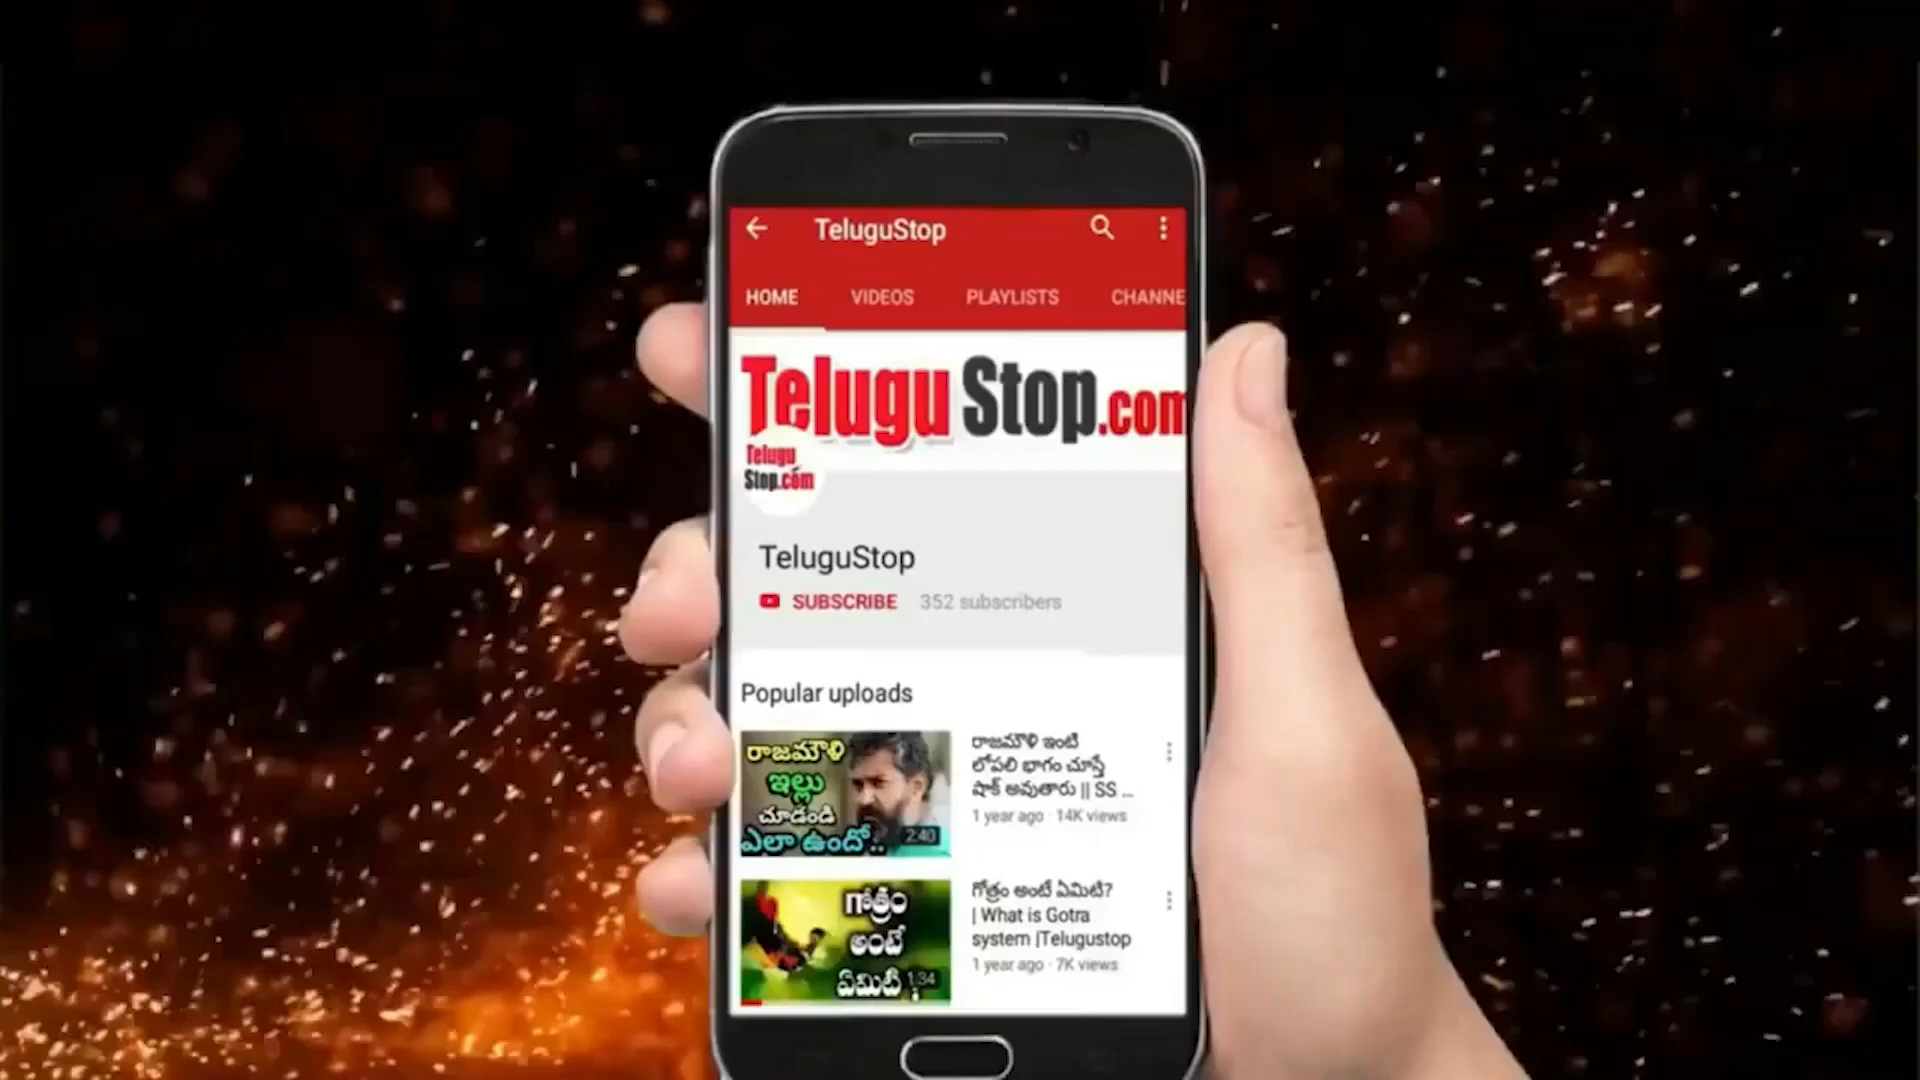 TeluguStop
HOME VIDEOS PLAYLISTS CHANNE
Telugu Stop.com
Telugu
Stop.com
TeluguStop
SUBSCRIBE 352 subscribers
Popular uploads
రాజమౌళి
ఇల్లు
చూడండి
ఎలా ఉందో..
2:40
రాజమౌళి ఇంటి
లోపలి భాగం చూస్తే
షాక్ అవుతారు || SS ...
1 year ago · 14K views
గోత్రం
అంటే
ఏమిటి !
1:34
గోత్రం అంటే ఏమిటి?
| What is Gotra
system |Telugustop
1 year ago · 7K views